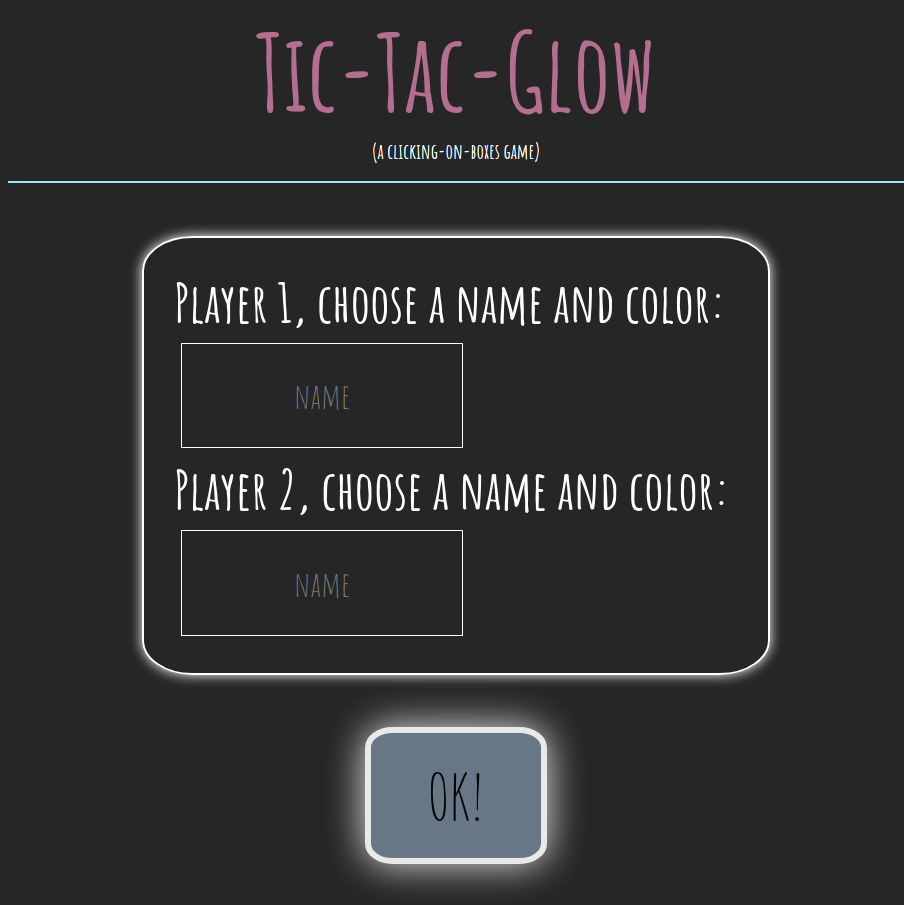 Tic-Tac-Glow
(a clicking-on-boxes game)
Player 1, choose a name and color:
name
Player 2, choose a name and color:
name
OK!